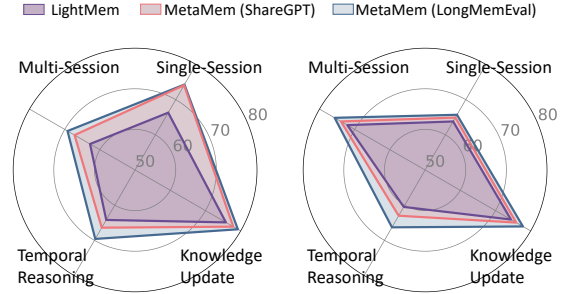 LightMem MetaMem (ShareGPT) MetaMem (LongMemEval)
Multi-Session Single-Session
80
70
60
50
Temporal
Reasoning
Knowledge
Update
Multi-Session Single-Session
80
70
60
50
Temporal
Reasoning
Knowledge
Update